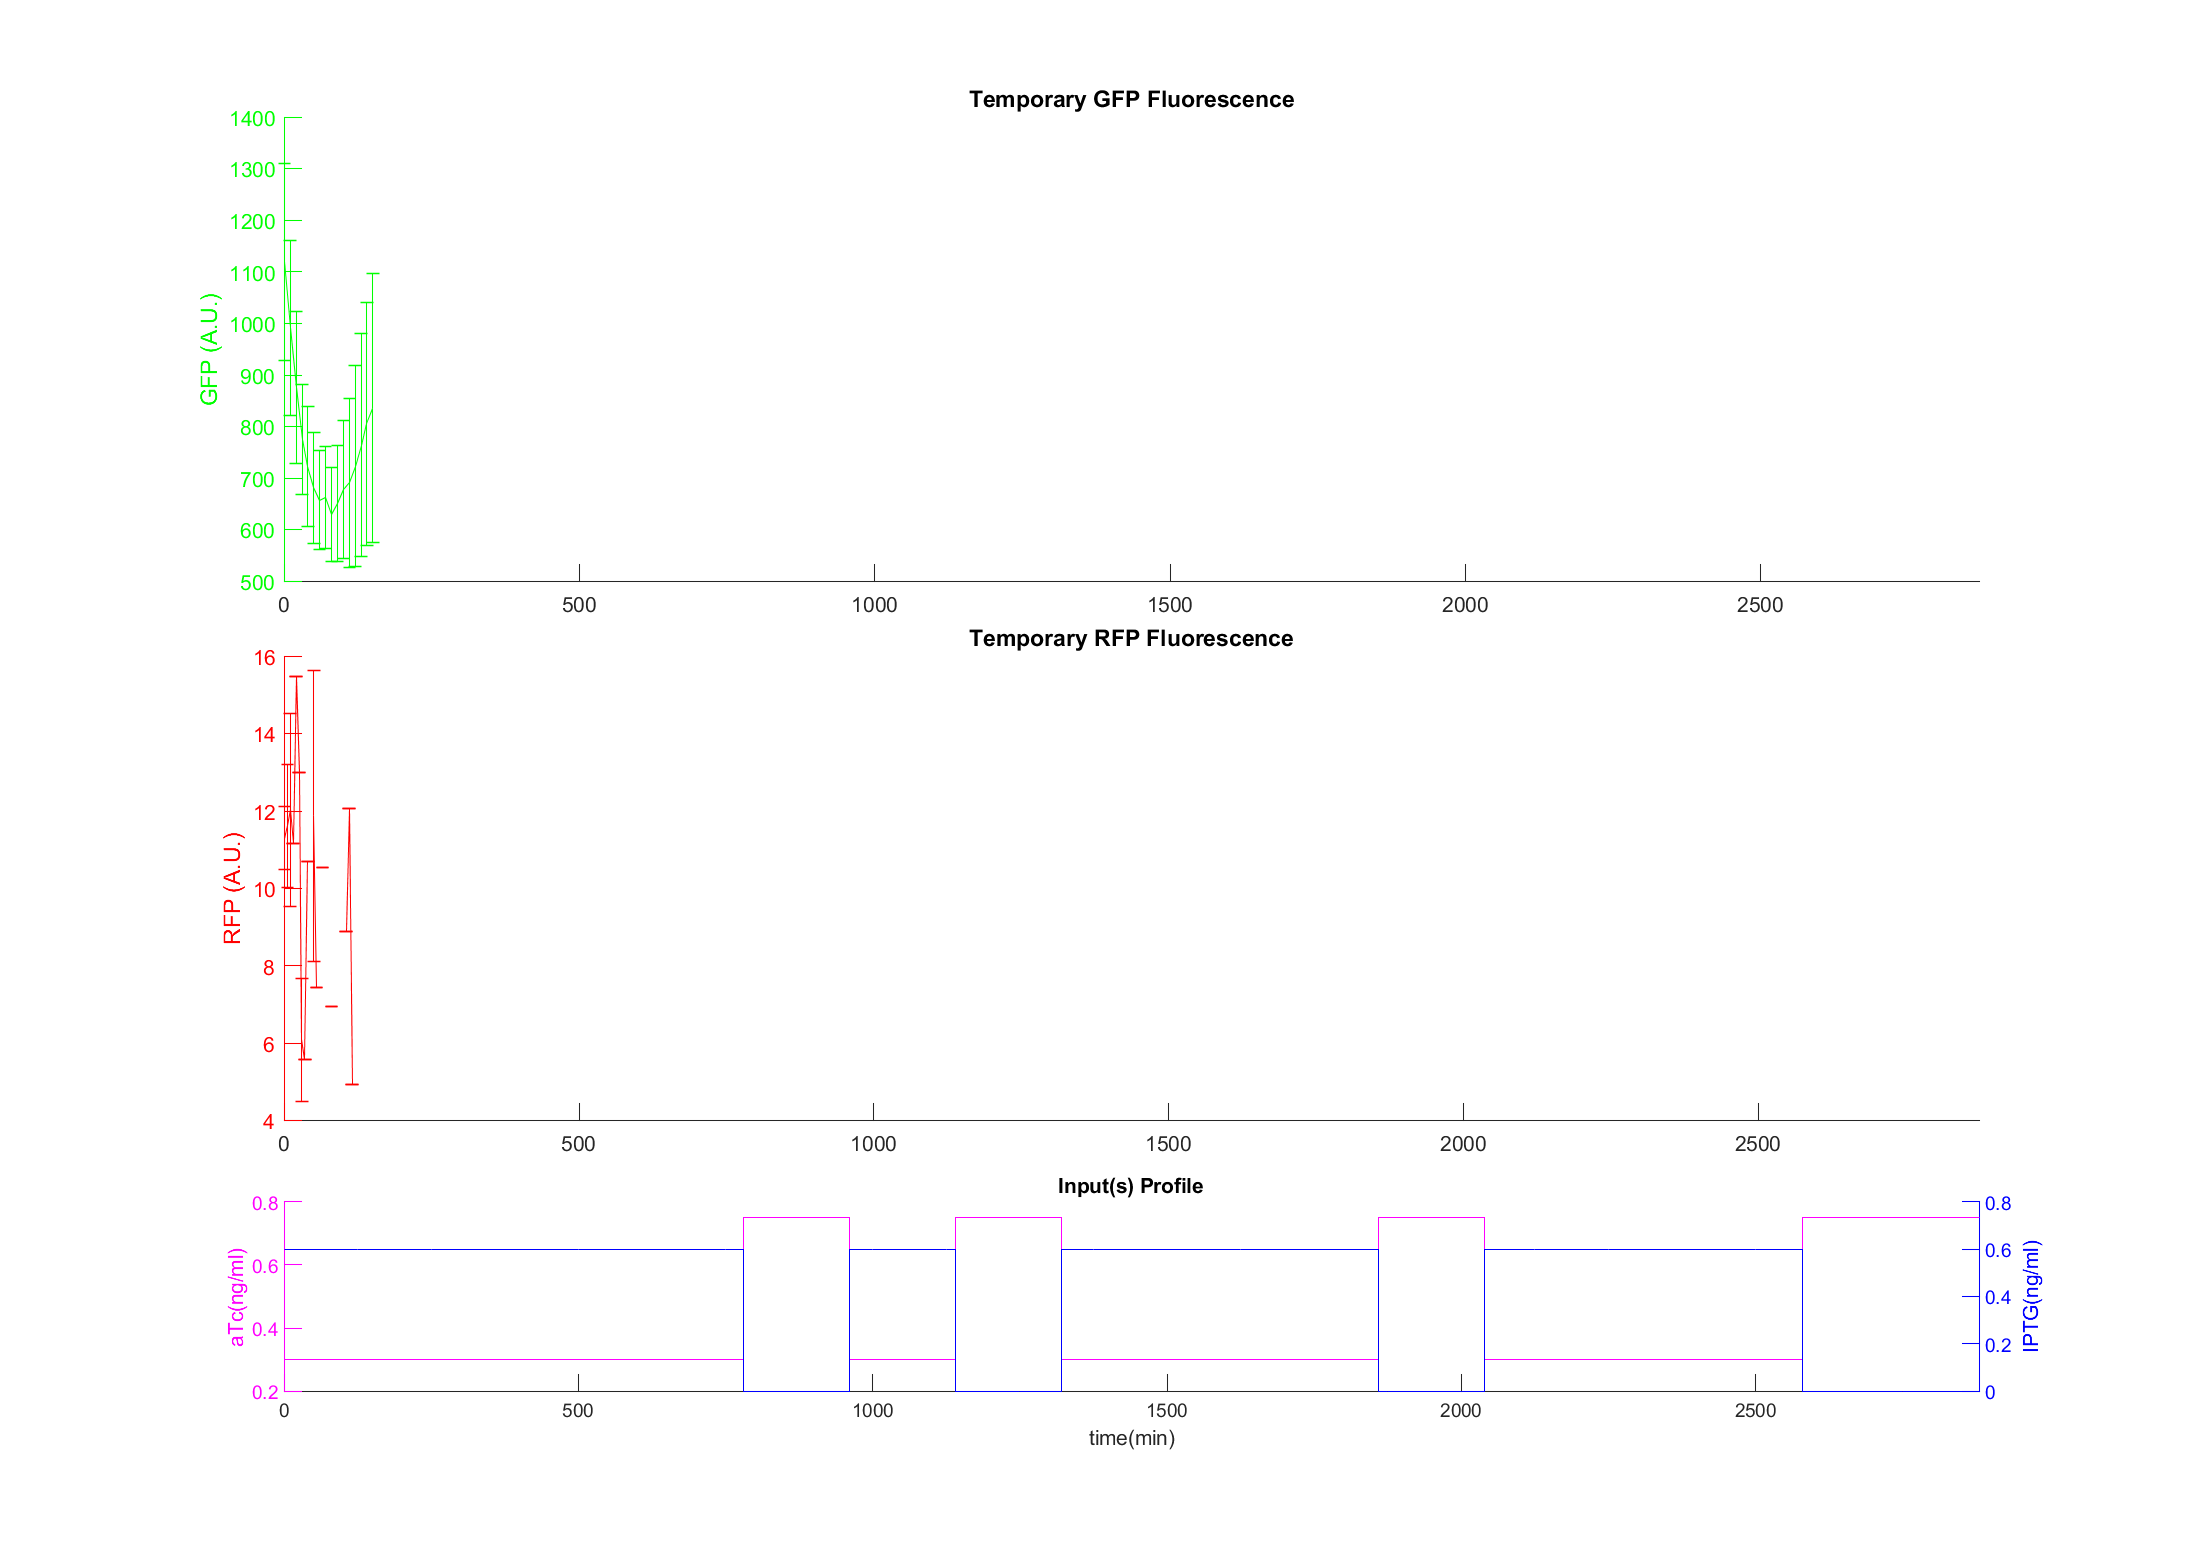 Temporary GFP Fluorescence
1400
1300
1200
1100
1000
900
800
700
600
500
GFP (A.U.)
0 500 1000 1500 2000 2500
Temporary RFP Fluorescence
16
14
12
10
8
6
4
RFP (A.U.)
0 500 1000 1500 2000 2500
Input(s) Profile
0.8
0.6
0.4
0.2
aTc(ng/ml)
0.8
0.6
0.4
0.2
0
IPTG(ng/ml)
0 500 1000 1500 2000 2500
time(min)